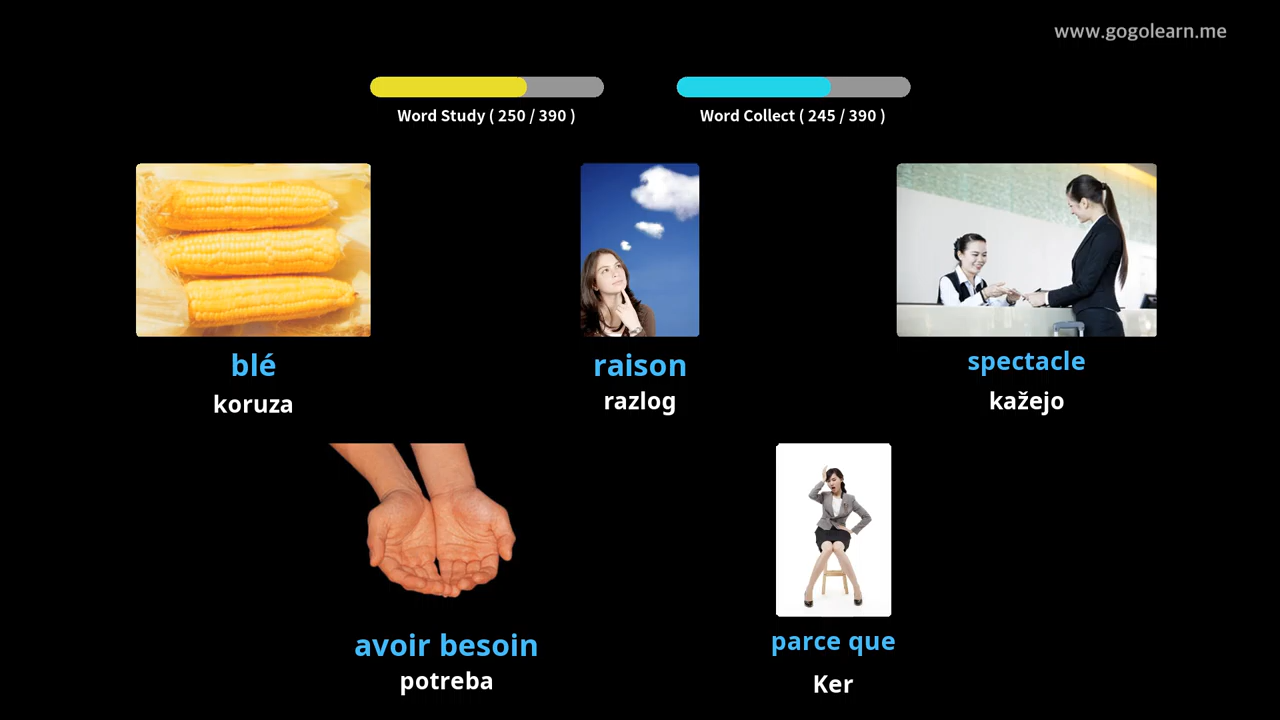 www.gogolearn.me
Word Study ( 250 / 390 )
Word Collect ( 245 / 390 )
blé
koruza
raison
razlog
spectacle
kažejo
avoir besoin
potreba
parce que
Ker